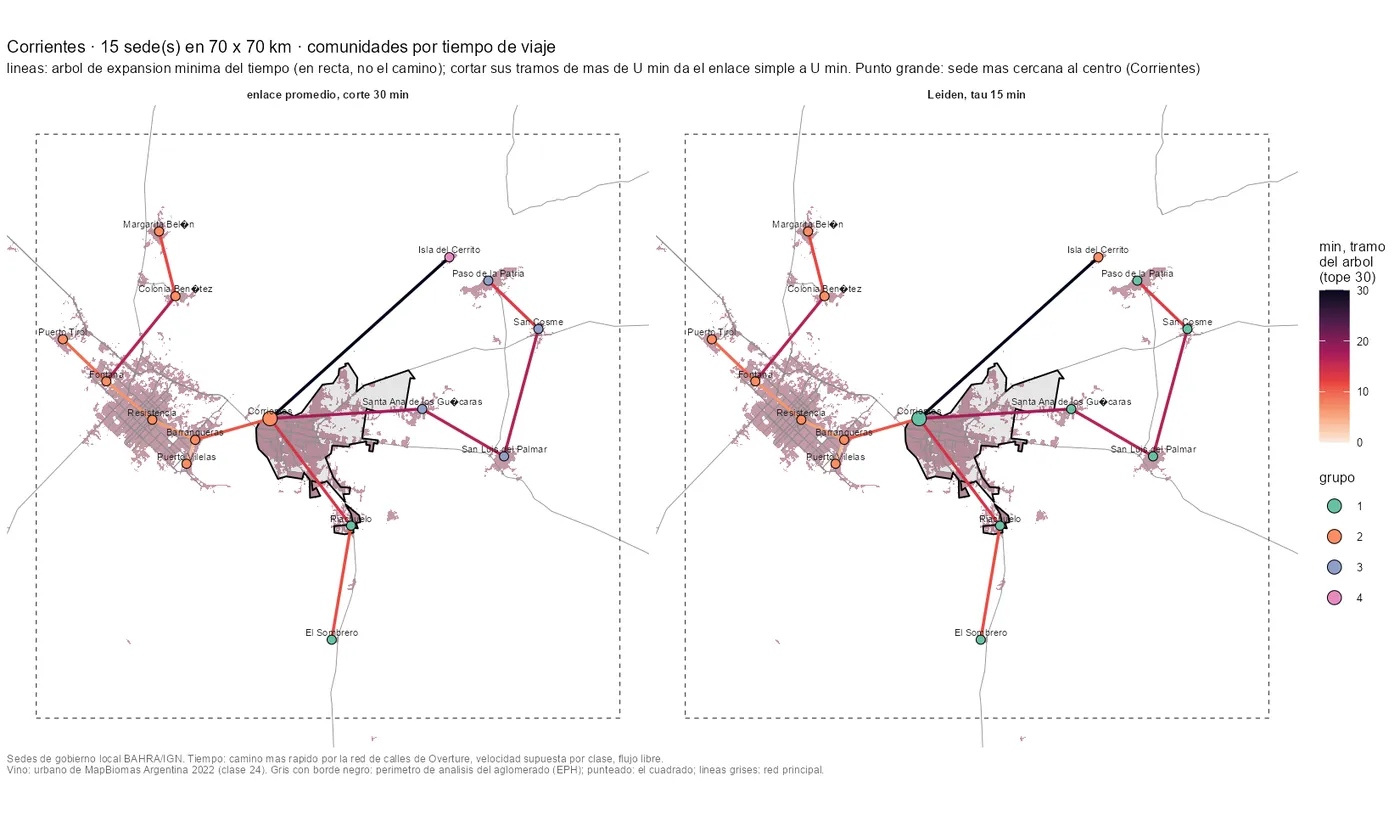 Corrientes · 15 sede(s) en 70 x 70 km · comunidades por tiempo de viaje
lineas: arbol de expansion minima del tiempo (en recta, no el camino); cortar sus tramos de mas de U min da el enlace simple a U min. Punto grande: sede mas cercana al centro (Corrientes)
enlace promedio, corte 30 min
Margarita Bel�n
Isla del Cerrito
Paso de la Patria
Colonia Ben�tez
San Cosme
Puerto Tirol
Fontana
Santa Ana de los Gu�caras
Corrientes
Resistencia
Barranqueras
San Luis del Palmar
Puerto Vilelas
Riachuelo
El Sombrero
Leiden, tau 15 min
Margarita Bel�n
Isla del Cerrito
Paso de la Patria
Colonia Ben�tez
San Cosme
Puerto Tirol
Fontana
Santa Ana de los Gu�caras
Corrientes
Resistencia
Barranqueras
San Luis del Palmar
Puerto Vilelas
Riachuelo
El Sombrero
min, tramo
del arbol
(tope 30)
30
20
10
0
grupo
1
2
3
4
Sedes de gobierno local BAHRA/IGN. Tiempo: camino mas rapido por la red de calles de Overture, velocidad supuesta por clase, flujo libre.
Vino: urbano de MapBiomas Argentina 2022 (clase 24). Gris con borde negro: perimetro de analisis del aglomerado (EPH); punteado: el cuadrado; lineas grises: red principal.